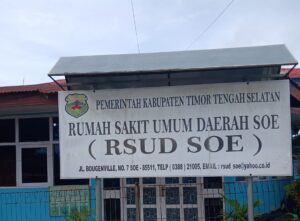 PEMERINTAH KABUPATEN TIMOR TENGAH SELATAN
RUMAH SAKIT UMUM DAERAH SOE
( RSUD SOE )
JL. BOUGENVILLE, NO. 7 SOE - 85511, TELP ( 0388 ) 21005, EMAIL : rsud_soe@yahoo.co.id